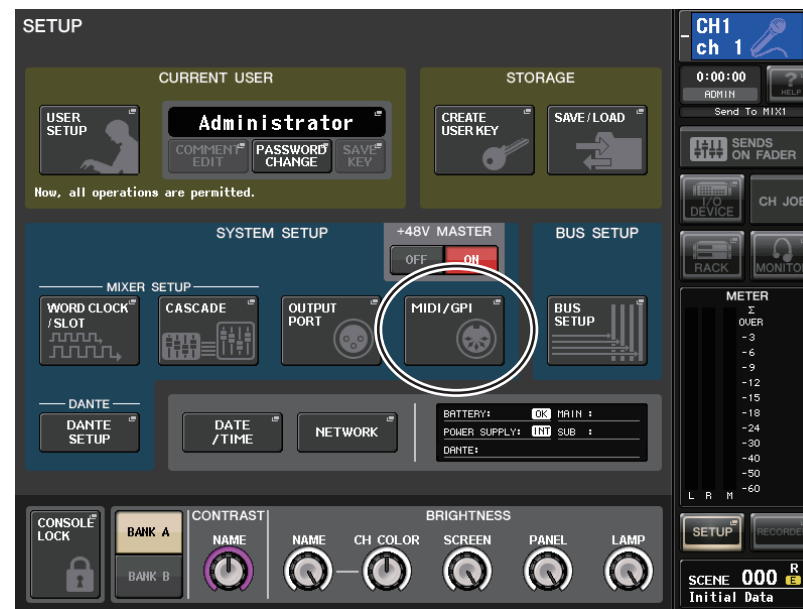 SETUP
CURRENT USER
USER
SETUP
Administrator
COMMENT
EDIT
PASSWORD
CHANGE
SAVE
KEY
Now, all operations are permitted.
STORAGE
CREATE
USER KEY
SAVE/LOAD
SYSTEM SETUP
+48V MASTER
OFF
ON
BUS SETUP
MIXER SETUP
WORD CLOCK
/SLOT
CASCADE
OUTPUT
PORT
MIDI/GPI
BUS
SETUP
DANTE
DANTE
SETUP
DATE
/TIME
NETWORK
BATTERY: OK MAIN :
POWER SUPPLY: INT SUB :
DANTE:
CONSOLE
LOCK
BANK A
BANK B
CONTRAST
NAME
BRIGHTNESS
NAME
CH COLOR
SCREEN
PANEL
LAMP
CH1
ch 1
0:00:00
ADMIN
?
HELP
Send To MIX1
SENDS
ON FADER
I/O
DEVICE
CH JOB
RACK
MONITO
METER
Σ
OVER
-3
-6
-9
-12
-15
-18
-24
-30
-40
-50
-60
L R M
SETUP
RECORDE
SCENE 000 R
E
Initial Data